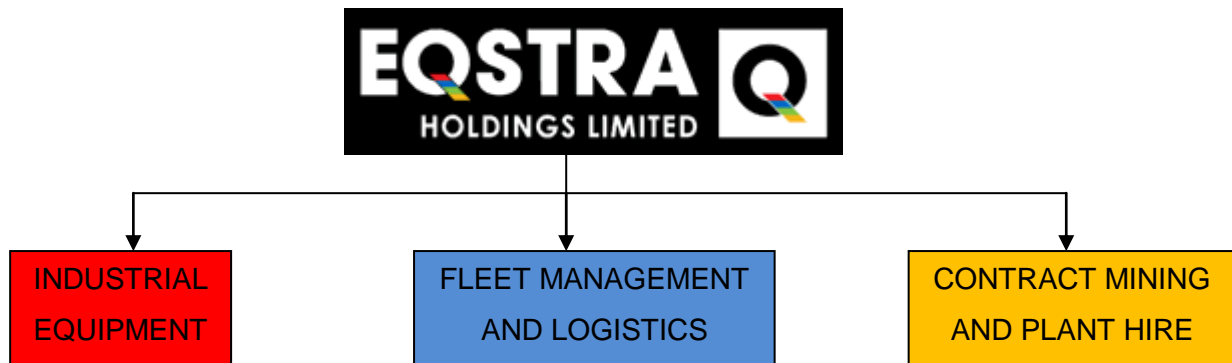 EQSTRA Q
HOLDINGS LIMITED
INDUSTRIAL
EQUIPMENT
FLEET MANAGEMENT
AND LOGISTICS
CONTRACT MINING
AND PLANT HIRE